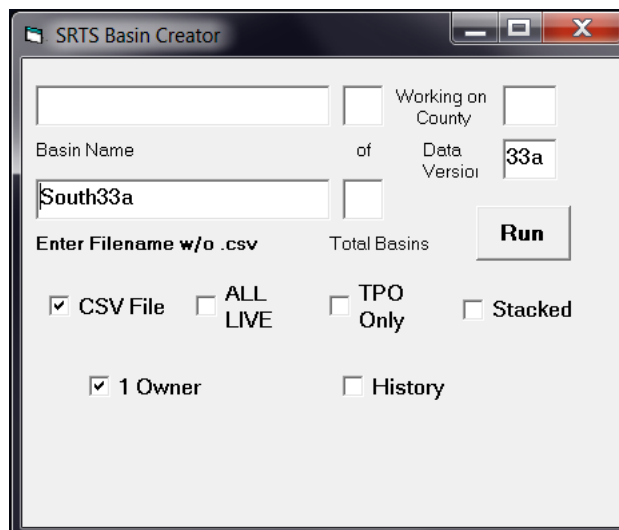 SRTS Basin Creator
Working on
County
Basin Name
of
Data
Version
33a
South33a
Enter Filename w/o .csv
Total Basins
Run
CSV File
ALL
LIVE
TPO
Only
Stacked
1 Owner
History